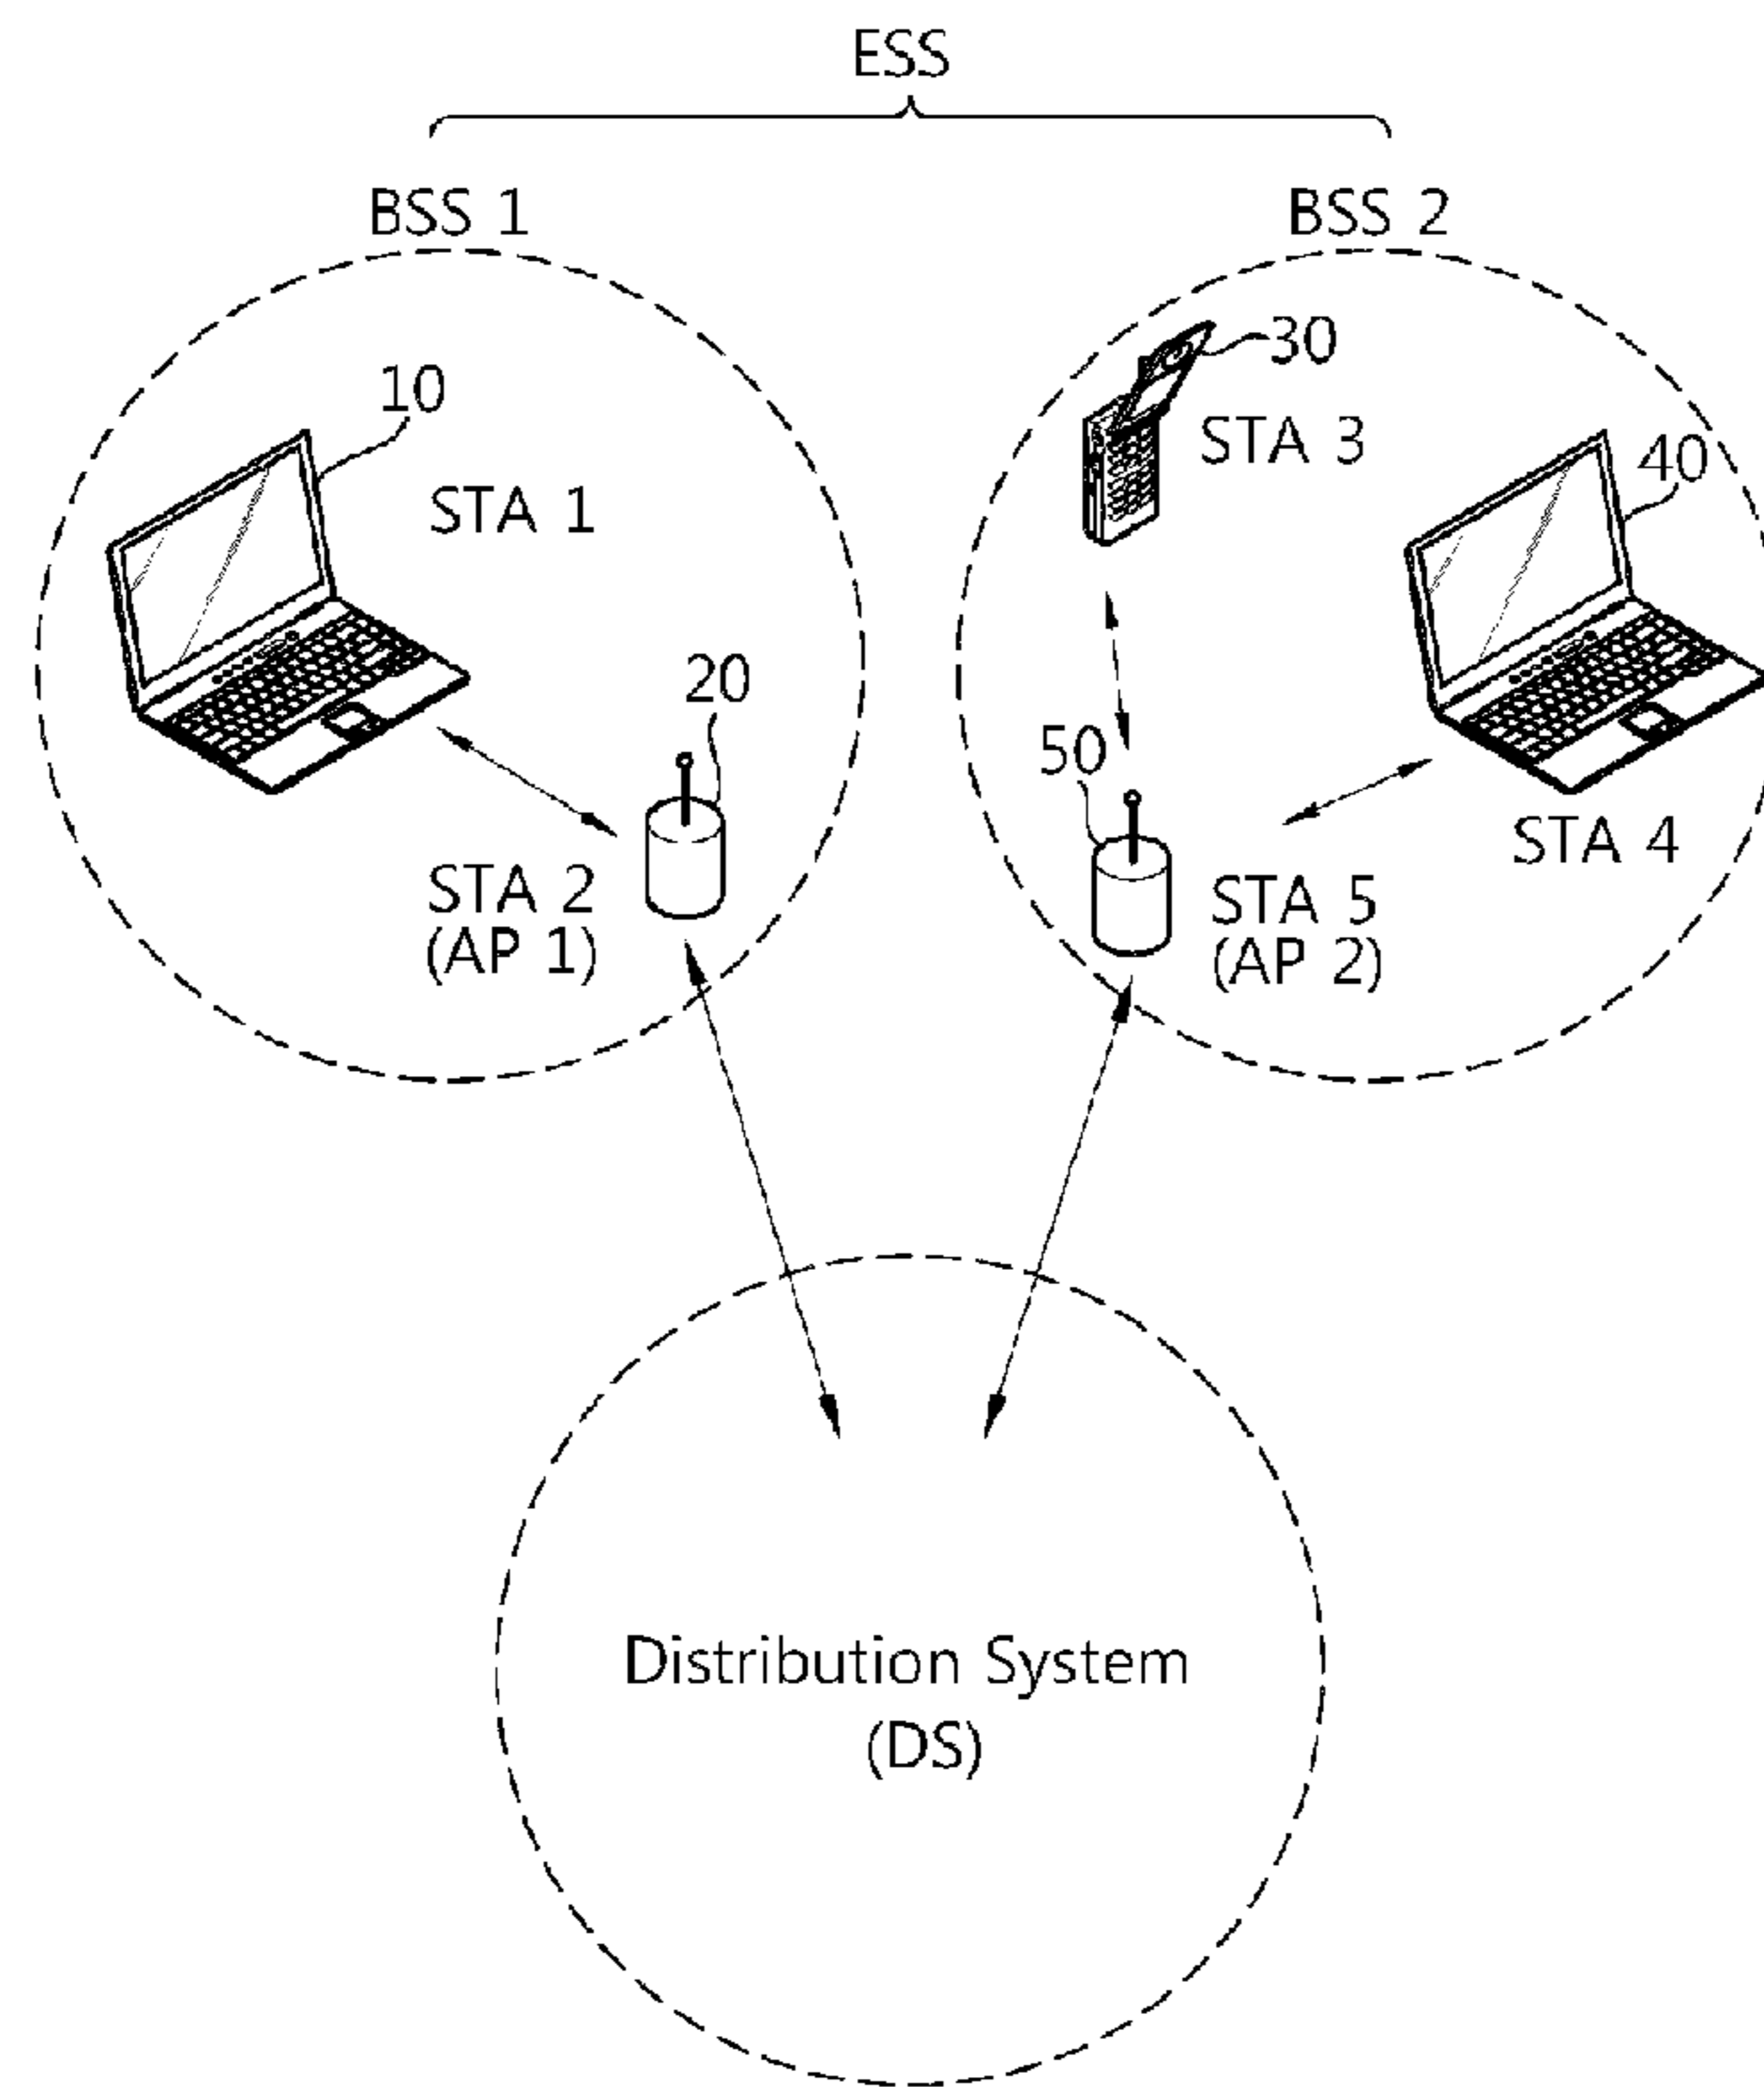 ESS
BSS 1
BSS 2
30
10
STA 3
40
STA 1
20
50
STA 4
STA 2
(AP 1)
STA 5
(AP 2)
Distribution System
(DS)